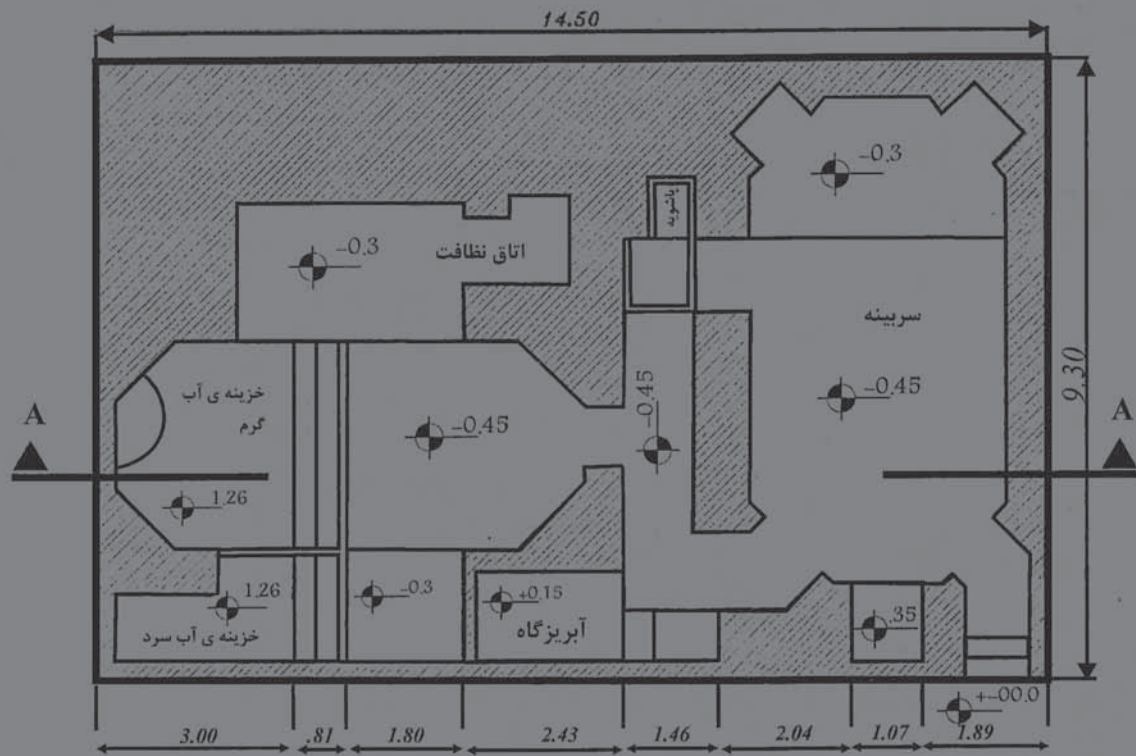 14.50
-0.3
پاشویه
-0.3
اتاق نظافت
سربینه
9.30
خزینه ی آب
گرم
-0.45
-0.45
-0.45
A
A
1.26
1.26
-0.3
+0.15
.35
خزینه ی آب سرد
آبریزگاه
+-00.0
3.00
.81
1.80
2.43
1.46
2.04
1.07
1.89